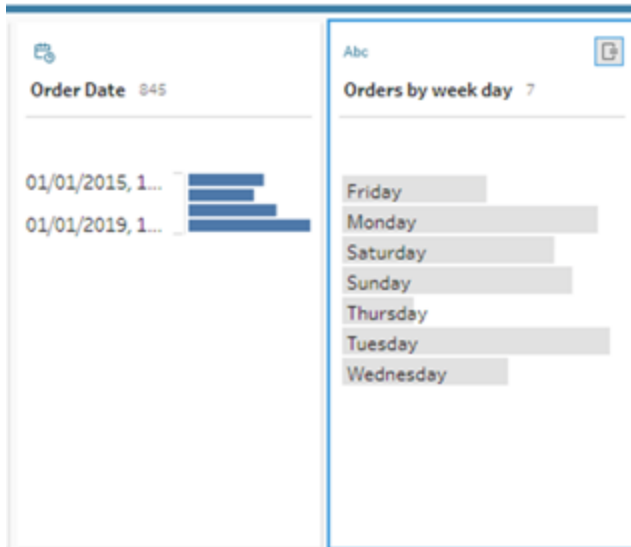 Order Date 845
01/01/2015, 1...
01/01/2019, 1...
Abc
Orders by week day 7
Friday
Monday
Saturday
Sunday
Thursday
Tuesday
Wednesday